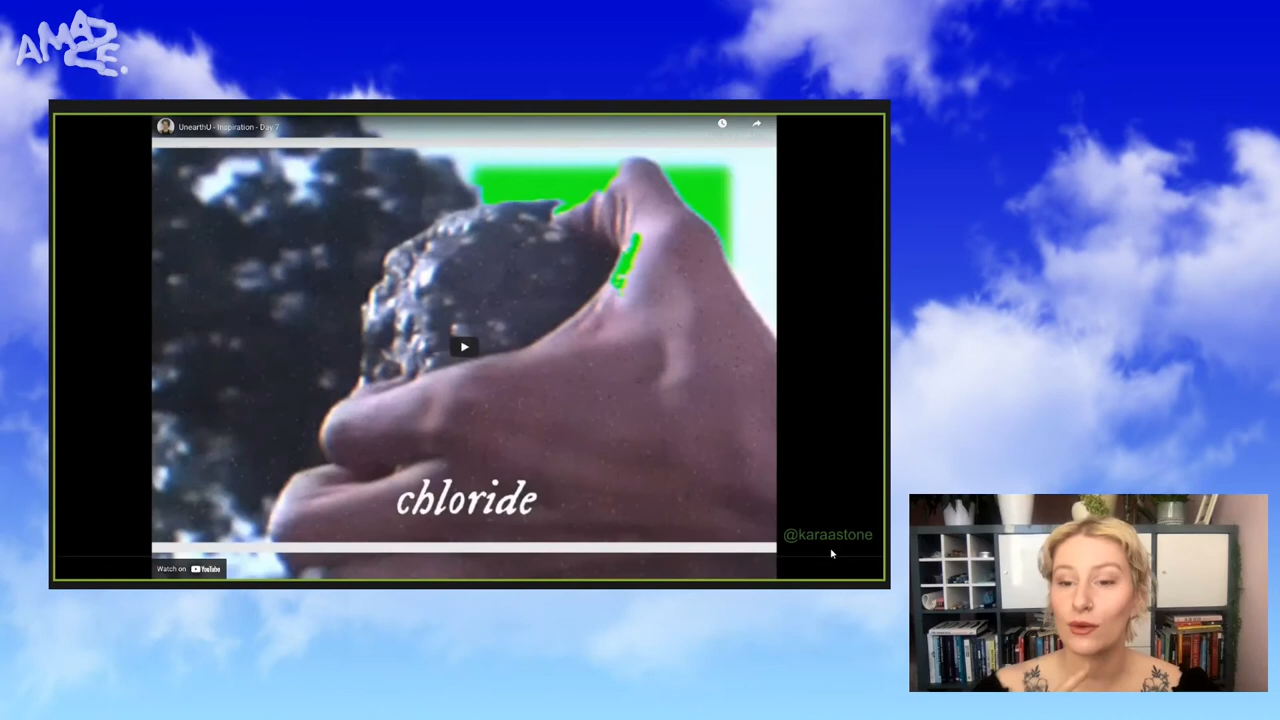 AMAZE.
UnearthU - Inspiration - Day 7
chloride
@karaastone
Watch on YouTube